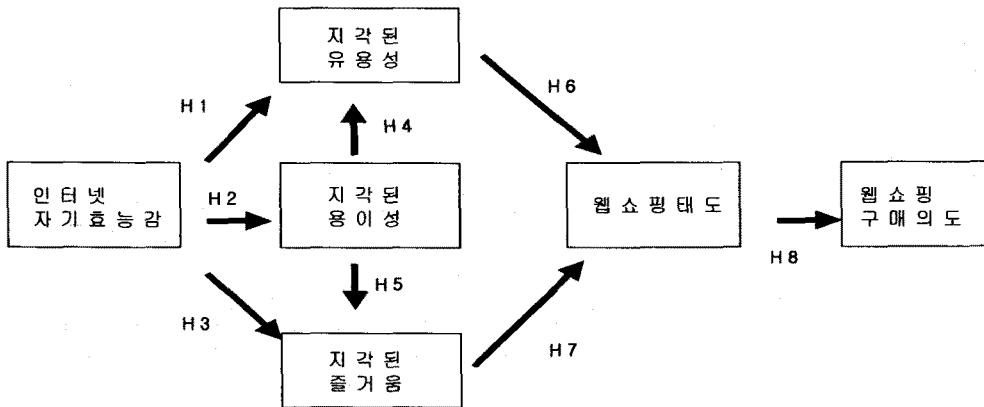 지각된
유용성
H1
H6
H4
인터넷
자기효능감
H2
지각된
용이성
웹쇼핑태도
웹쇼핑
구매의도
H8
H5
H3
H7
지각된
즐거움